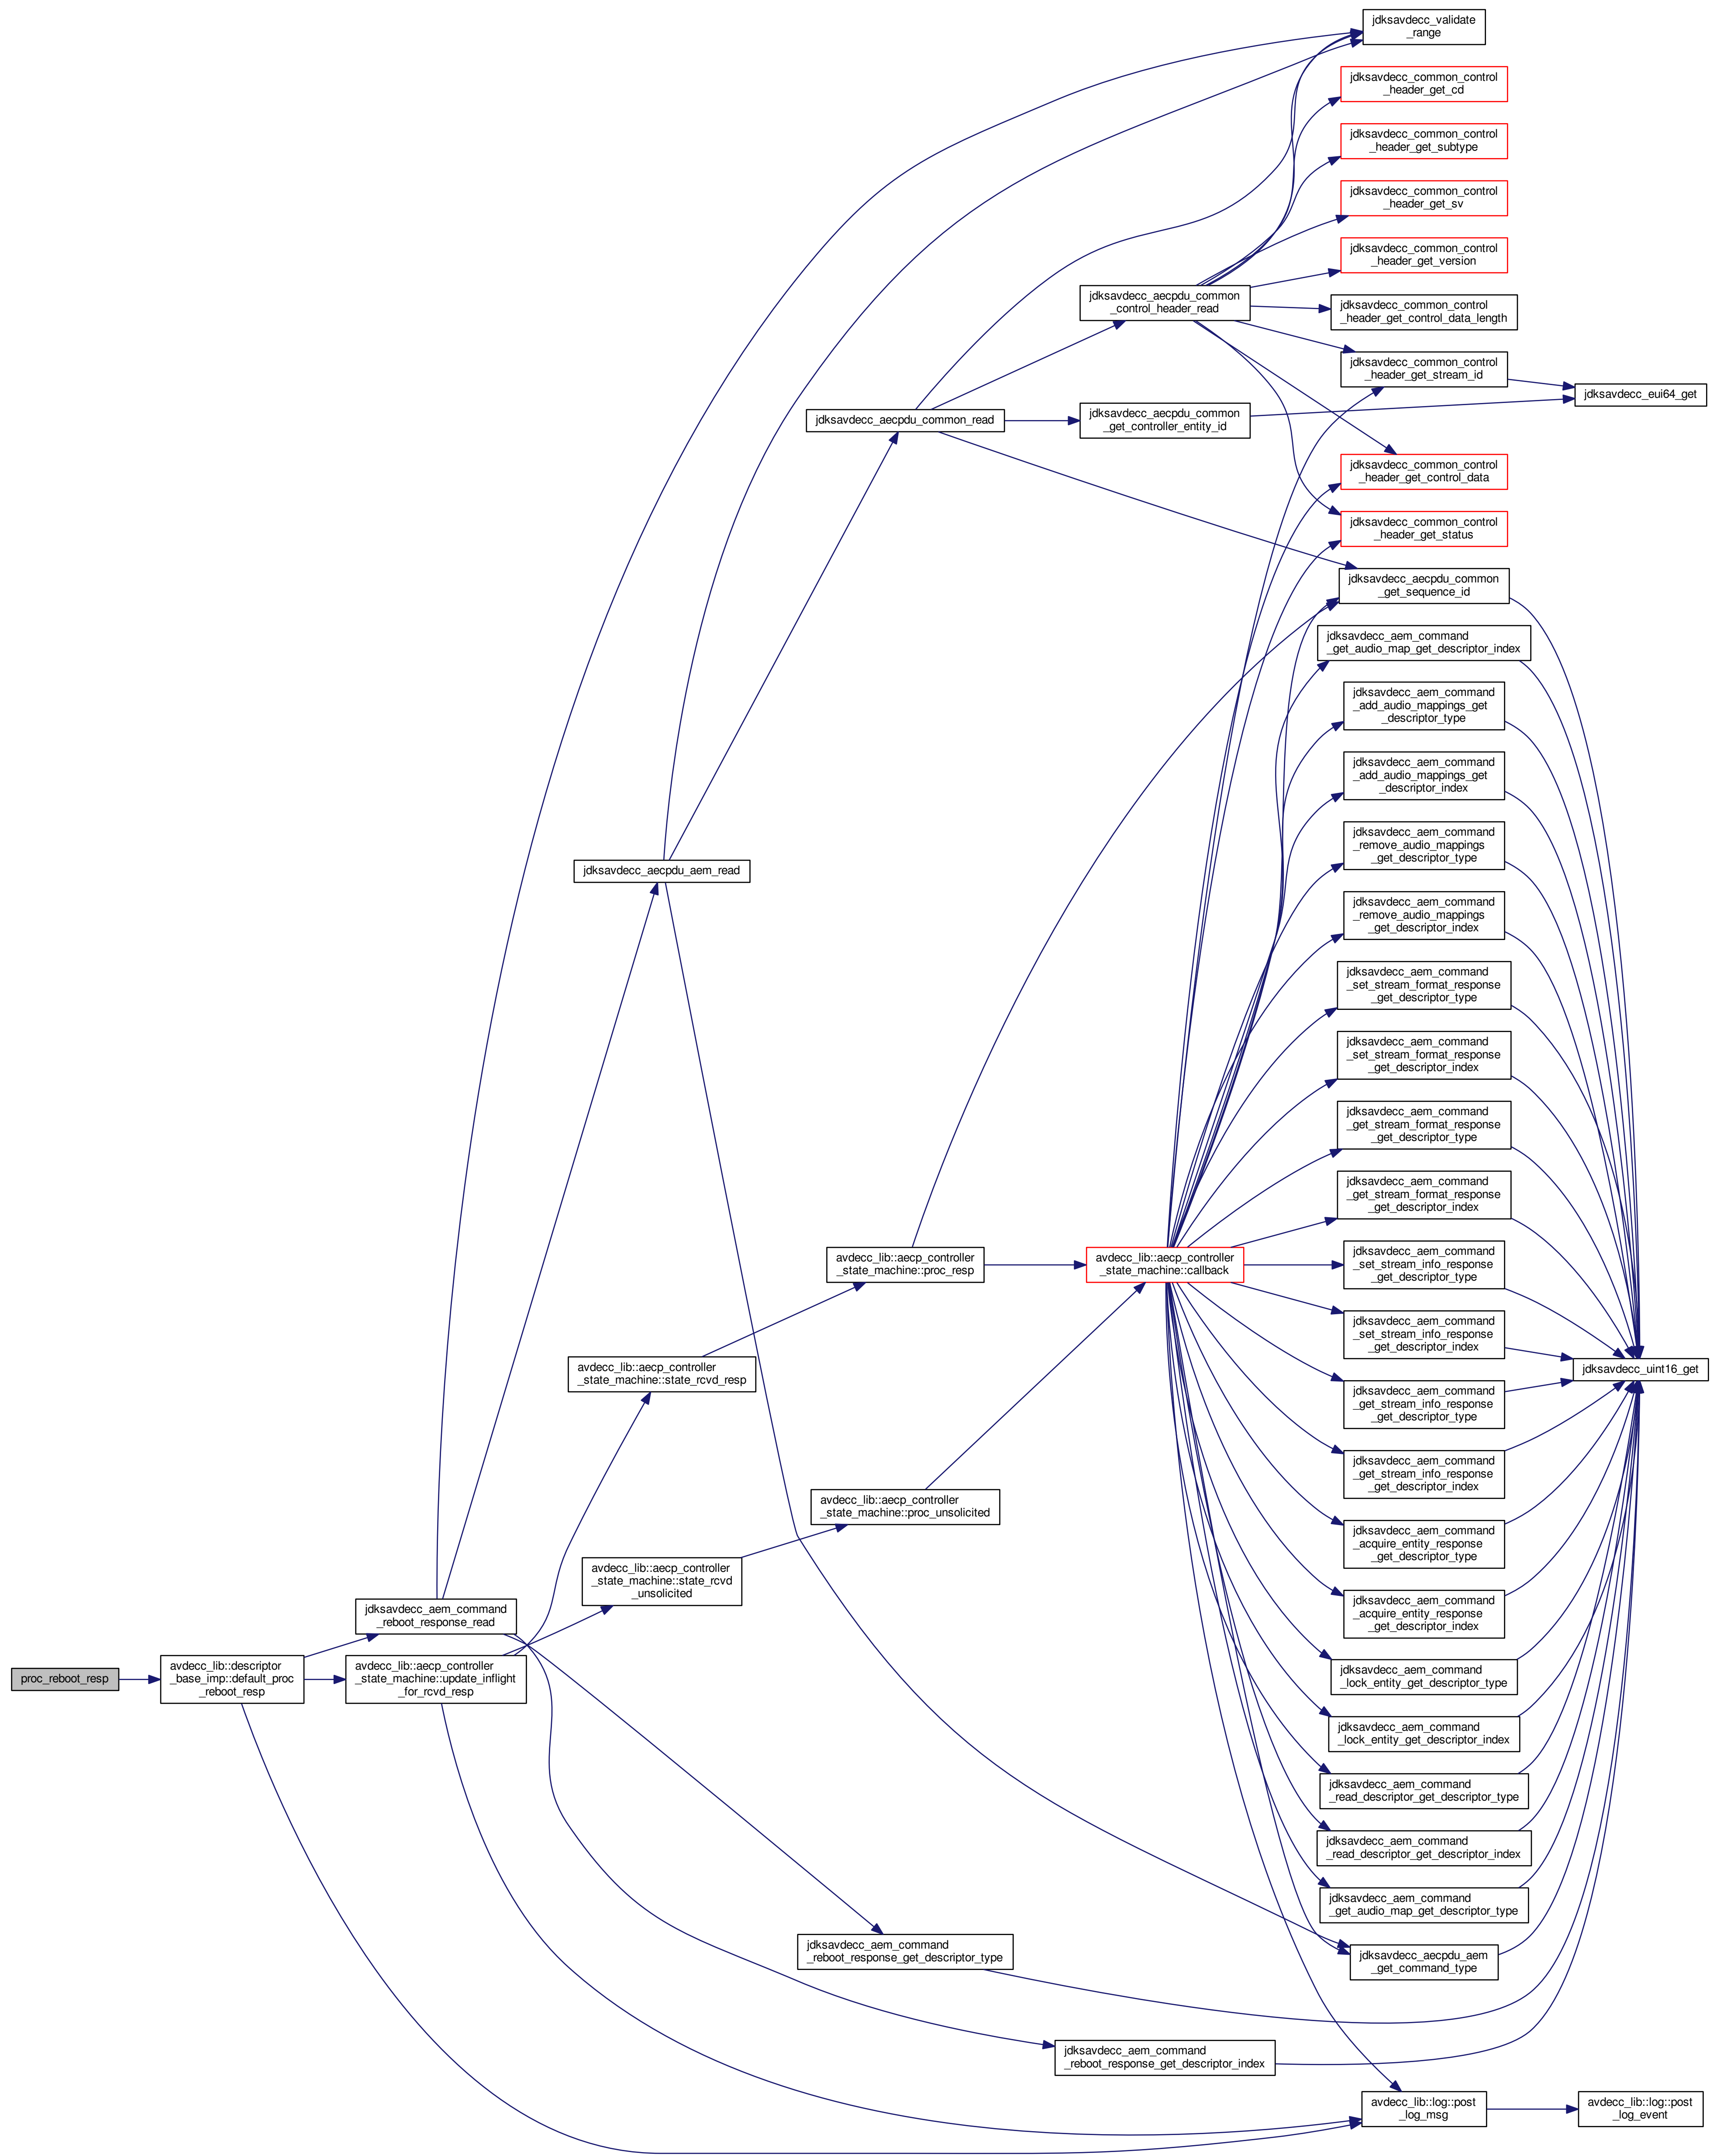 jdksavdecc_validate
_range
jdksavdecc_common_control
_header_get_cd
jdksavdecc_common_control
_header_get_subtype
jdksavdecc_common_control
_header_get_sv
jdksavdecc_common_control
_header_get_version
jdksavdecc_aecpdu_common
_control_header_read
jdksavdecc_common_control
_header_get_control_data_length
jdksavdecc_common_control
_header_get_stream_id
jdksavdecc_eui64_get
jdksavdecc_aecpdu_common_read
jdksavdecc_aecpdu_common
_get_controller_entity_id
jdksavdecc_common_control
_header_get_control_data
jdksavdecc_common_control
_header_get_status
jdksavdecc_aecpdu_common
_get_sequence_id
jdksavdecc_aem_command
_get_audio_map_get_descriptor_index
jdksavdecc_aem_command
_add_audio_mappings_get
_descriptor_type
jdksavdecc_aem_command
_add_audio_mappings_get
_descriptor_index
jdksavdecc_aem_command
_remove_audio_mappings
_get_descriptor_type
jdksavdecc_aecpdu_aem_read
jdksavdecc_aem_command
_remove_audio_mappings
_get_descriptor_index
jdksavdecc_aem_command
_set_stream_format_response
_get_descriptor_type
jdksavdecc_aem_command
_set_stream_format_response
_get_descriptor_index
jdksavdecc_aem_command
_get_stream_format_response
_get_descriptor_type
jdksavdecc_aem_command
_get_stream_format_response
_get_descriptor_index
avdecc_lib::aecp_controller
_state_machine::proc_resp
avdecc_lib::aecp_controller
_state_machine::callback
jdksavdecc_aem_command
_set_stream_info_response
_get_descriptor_type
jdksavdecc_aem_command
_set_stream_info_response
_get_descriptor_index
avdecc_lib::aecp_controller
_state_machine::state_rcvd_resp
jdksavdecc_uint16_get
jdksavdecc_aem_command
_get_stream_info_response
_get_descriptor_type
jdksavdecc_aem_command
_get_stream_info_response
_get_descriptor_index
avdecc_lib::aecp_controller
_state_machine::proc_unsolicited
jdksavdecc_aem_command
_acquire_entity_response
_get_descriptor_type
avdecc_lib::aecp_controller
_state_machine::state_rcvd
_unsolicited
jdksavdecc_aem_command
_acquire_entity_response
_get_descriptor_index
jdksavdecc_aem_command
_reboot_response_read
proc_reboot_resp
avdecc_lib::descriptor
_base_imp::default_proc
_reboot_resp
avdecc_lib::aecp_controller
_state_machine::update_inflight
_for_rcvd_resp
jdksavdecc_aem_command
_lock_entity_get_descriptor_type
jdksavdecc_aem_command
_lock_entity_get_descriptor_index
jdksavdecc_aem_command
_read_descriptor_get_descriptor_type
jdksavdecc_aem_command
_read_descriptor_get_descriptor_index
jdksavdecc_aem_command
_get_audio_map_get_descriptor_type
jdksavdecc_aem_command
_reboot_response_get_descriptor_type
jdksavdecc_aecpdu_aem
_get_command_type
jdksavdecc_aem_command
_reboot_response_get_descriptor_index
avdecc_lib::log::post
_log_msg
avdecc_lib::log::post
_log_event